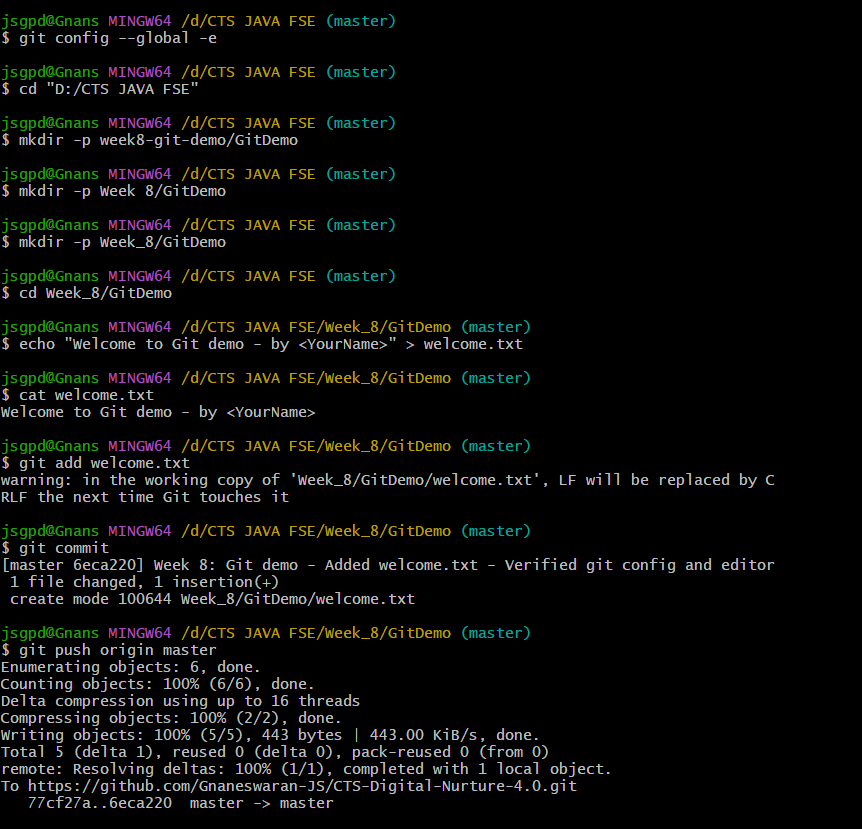 jsgpd@Gnans MINGW64 /d/CTS JAVA FSE (master)
$ git config --global -e
jsgpd@Gnans MINGW64 /d/CTS JAVA FSE (master)
$ cd "D:/CTS JAVA FSE"
jsgpd@Gnans MINGW64 /d/CTS JAVA FSE (master)
$ mkdir -p week8-git-demo/GitDemo
jsgpd@Gnans MINGW64 /d/CTS JAVA FSE (master)
$ mkdir -p Week 8/GitDemo
jsgpd@Gnans MINGW64 /d/CTS JAVA FSE (master)
$ mkdir -p Week_8/GitDemo
jsgpd@Gnans MINGW64 /d/CTS JAVA FSE (master)
$ cd Week_8/GitDemo
jsgpd@Gnans MINGW64 /d/CTS JAVA FSE/Week_8/GitDemo (master)
$ echo "Welcome to Git demo - by <YourName>" > welcome.txt
jsgpd@Gnans MINGW64 /d/CTS JAVA FSE/Week_8/GitDemo (master)
$ cat welcome.txt
Welcome to Git demo - by <YourName>
jsgpd@Gnans MINGW64 /d/CTS JAVA FSE/Week_8/GitDemo (master)
$ git add welcome.txt
warning: in the working copy of 'Week_8/GitDemo/welcome.txt', LF will be replaced by C
RLF the next time Git touches it
jsgpd@Gnans MINGW64 /d/CTS JAVA FSE/Week_8/GitDemo (master)
$ git commit
[master 6eca220] Week 8: Git demo - Added welcome.txt - Verified git config and editor
 1 file changed, 1 insertion(+)
 create mode 100644 Week_8/GitDemo/welcome.txt
jsgpd@Gnans MINGW64 /d/CTS JAVA FSE/Week_8/GitDemo (master)
$ git push origin master
Enumerating objects: 6, done.
Counting objects: 100% (6/6), done.
Delta compression using up to 16 threads
Compressing objects: 100% (2/2), done.
Writing objects: 100% (5/5), 443 bytes | 443.00 KiB/s, done.
Total 5 (delta 1), reused 0 (delta 0), pack-reused 0 (from 0)
remote: Resolving deltas: 100% (1/1), completed with 1 local object.
To https://github.com/Gnaneswaran-JS/CTS-Digital-Nurture-4.0.git
   77cf27a..6eca220  master -> master